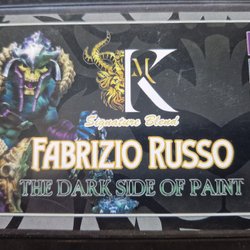 MK
Signature Blend
FABRIZIO RUSSO
THE DARK SIDE OF PAINT